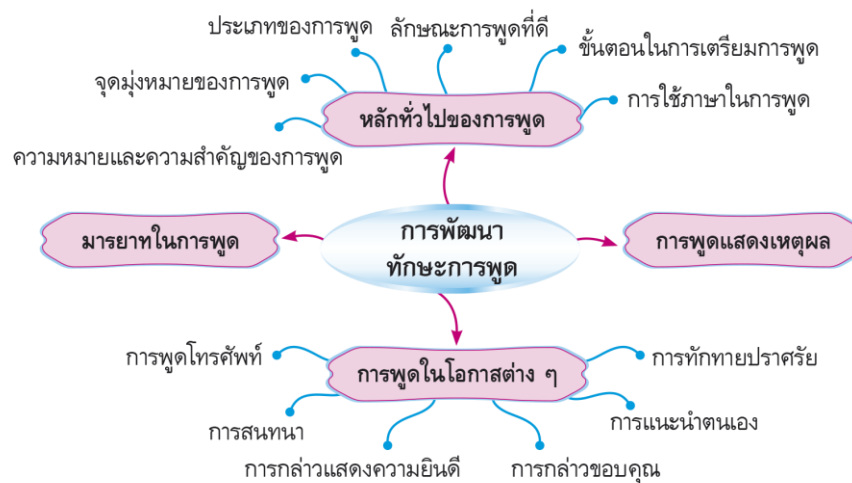 ประเภทของการพูด
ลักษณะการพูดที่ดี
ขั้นตอนในการเตรียมการพูด
จุดมุ่งหมายของการพูด
การใช้ภาษาในการพูด
หลักทั่วไปของการพูด
ความหมายและความสำคัญของการพูด
มารยาทในการพูด
การพัฒนา
ทักษะการพูด
การพูดแสดงเหตุผล
การพูดโทรศัพท์
การพูดในโอกาสต่าง ๆ
การทักทายปราศรัย
การสนทนา
การแนะนำตนเอง
การกล่าวแสดงความยินดี
การกล่าวขอบคุณ